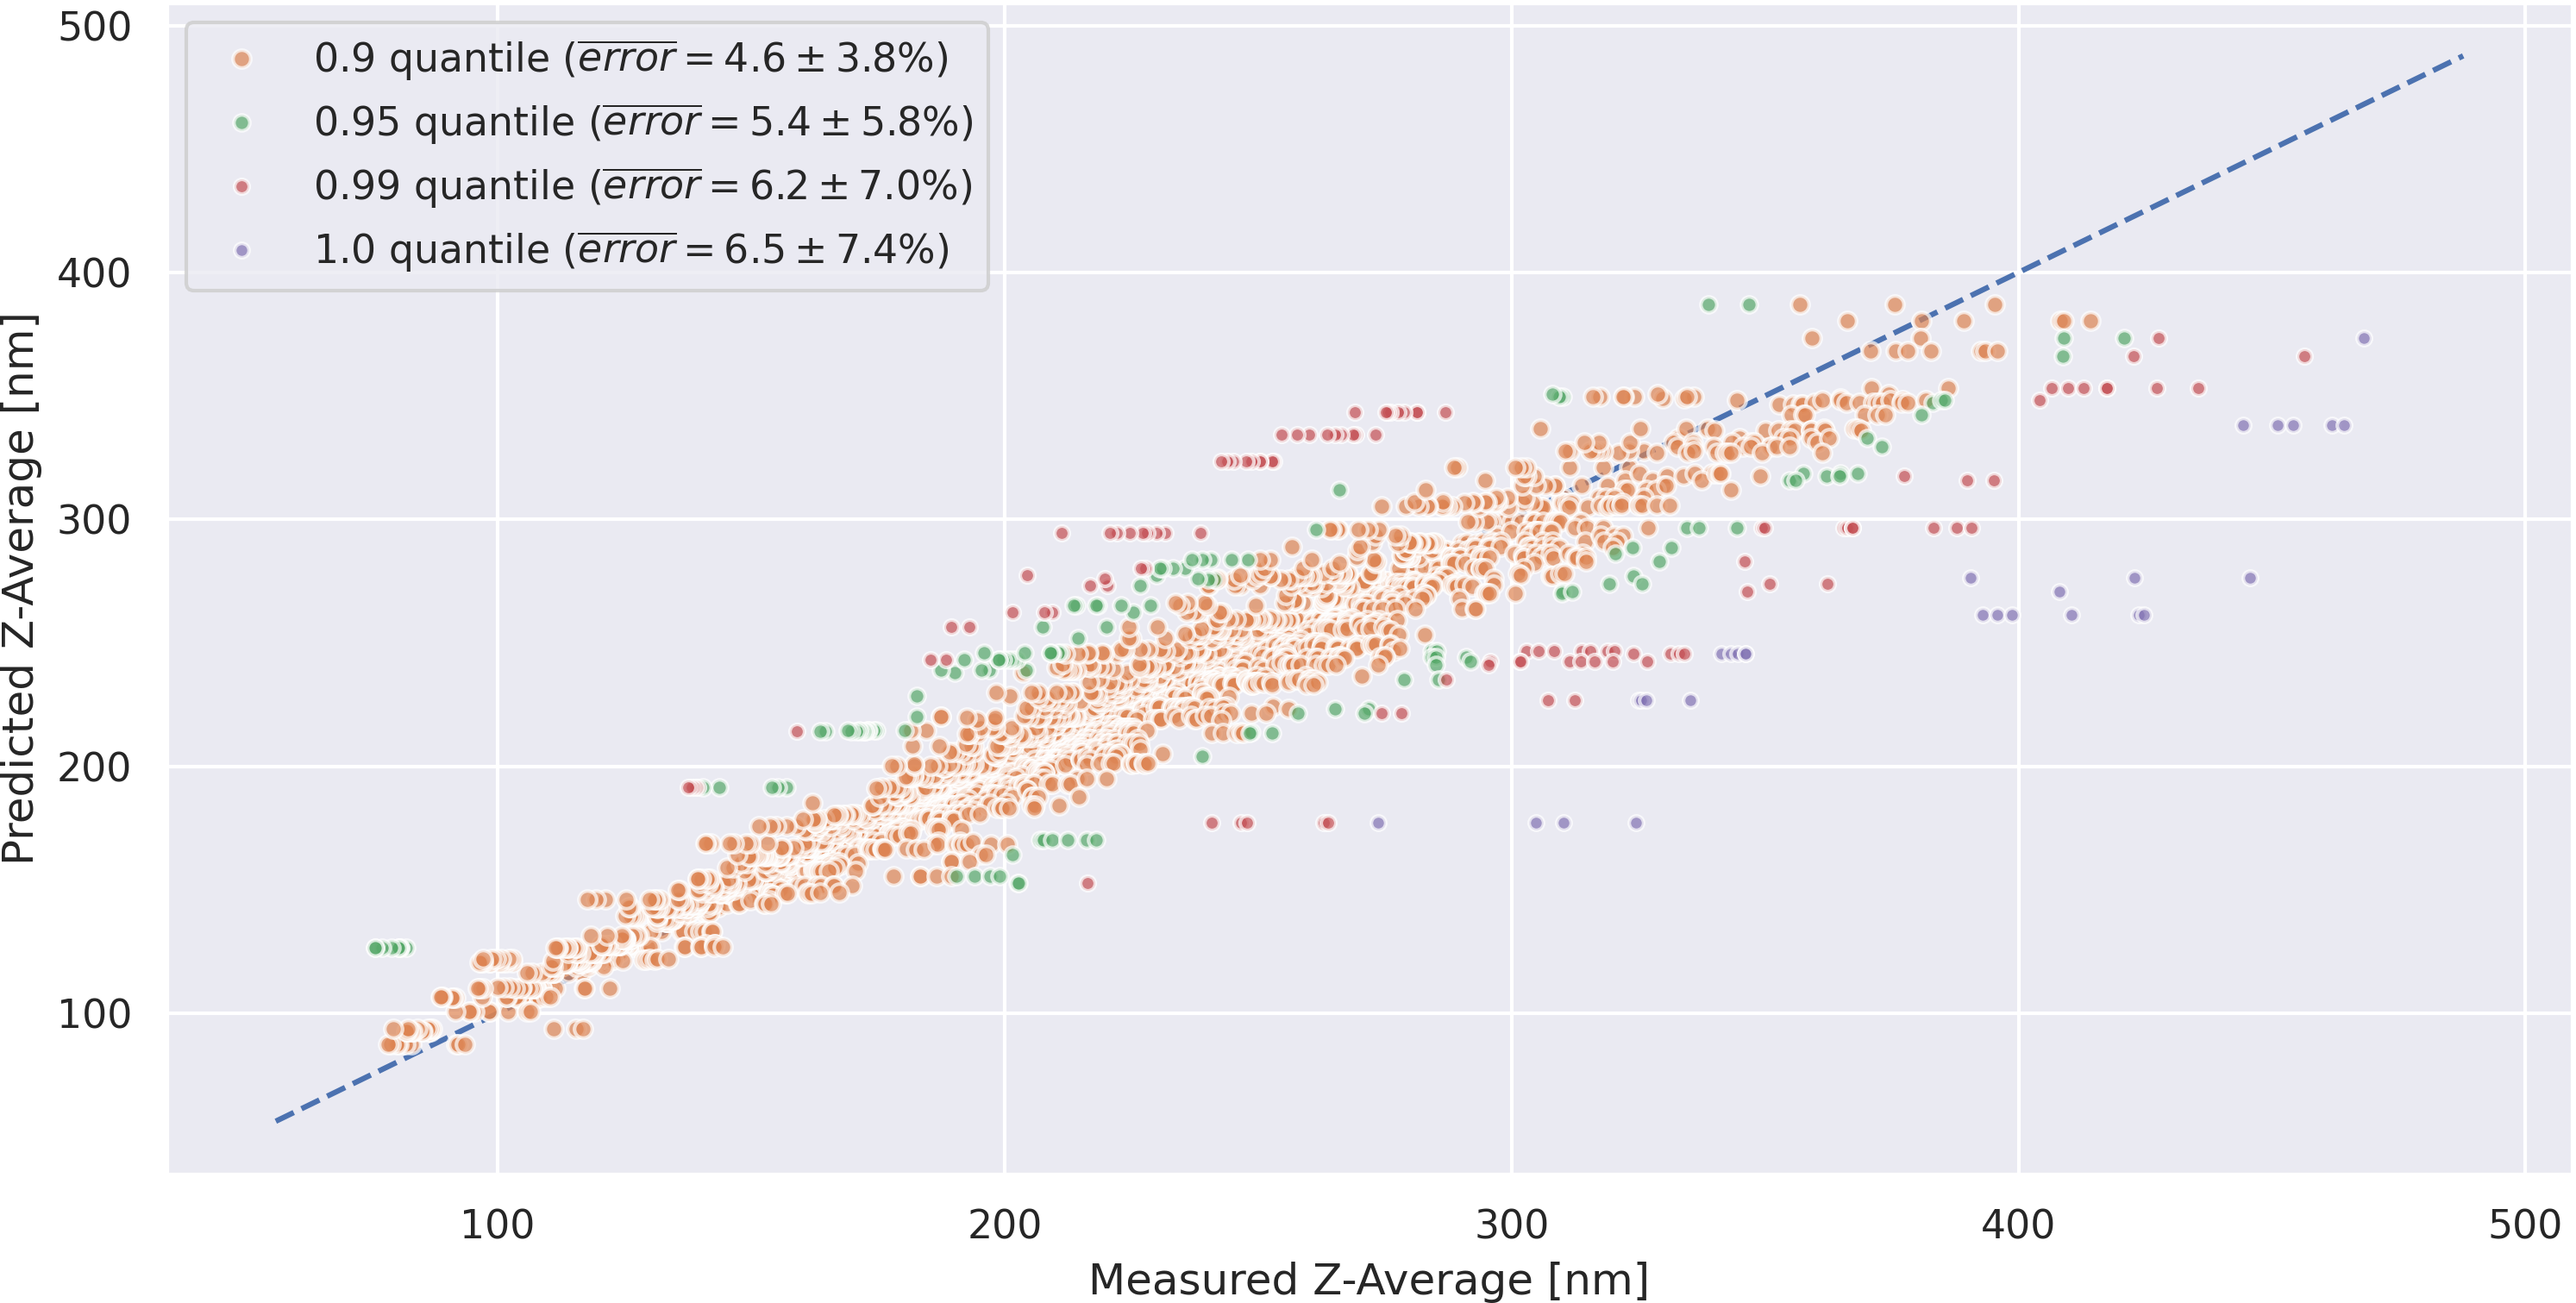 Predicted Z-Average [nm]
500
400
300
200
100
0.9 quantile (error = 4.6 ± 3.8%)
0.95 quantile (error = 5.4 ± 5.8%)
0.99 quantile (error = 6.2 ± 7.0%)
1.0 quantile (error = 6.5 ± 7.4%)
100 200 300 400 500
Measured Z-Average [nm]